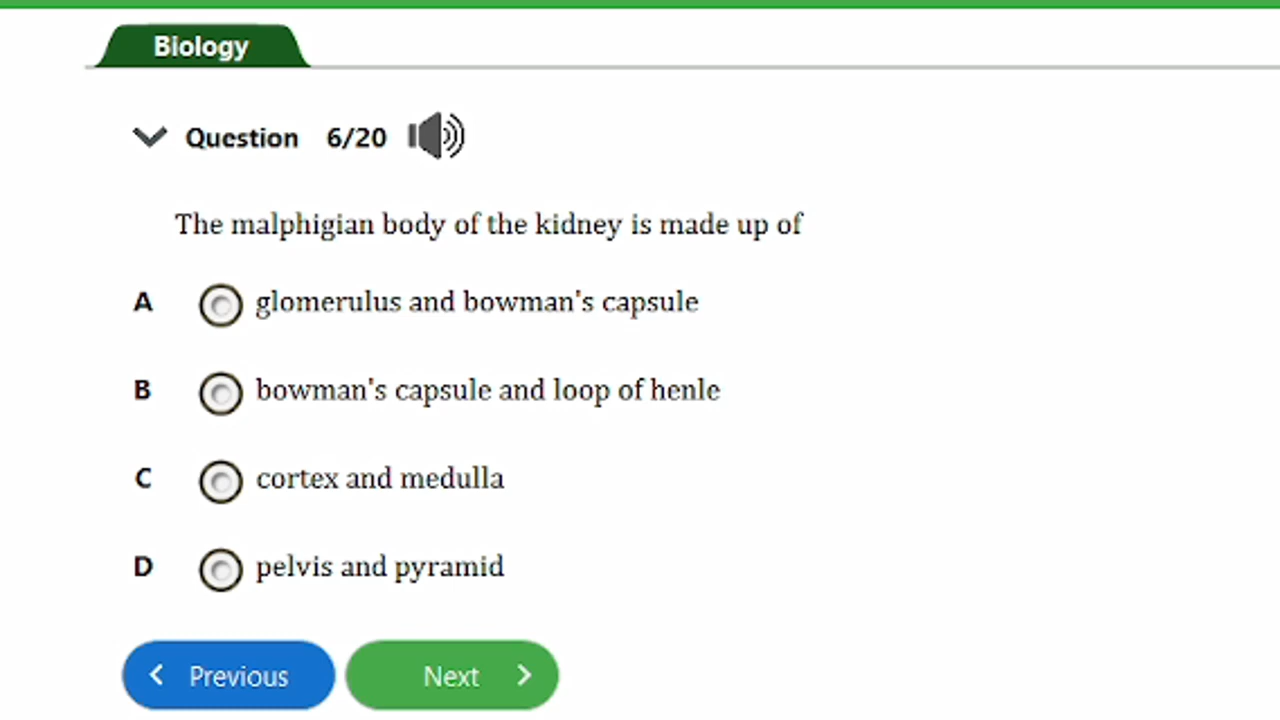 Biology
Question 6/20
The malphigian body of the kidney is made up of
A glomerulus and bowman's capsule
B bowman's capsule and loop of henle
C cortex and medulla
D pelvis and pyramid
Previous Next